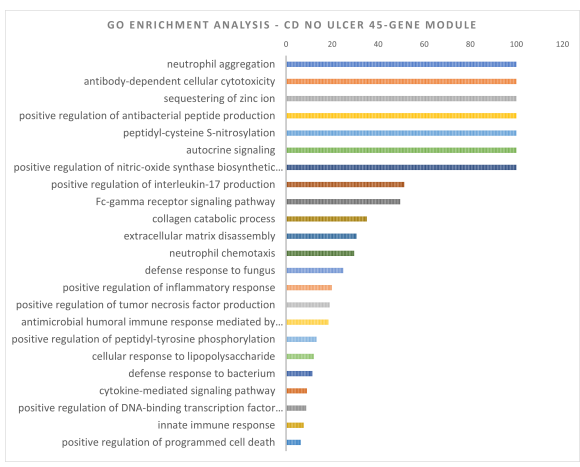 GO ENRICHMENT ANALYSIS - CD NO ULCER 45-GENE MODULE
0 20 40 60 80 100 120
neutrophil aggregation
antibody-dependent cellular cytotoxicity
sequestering of zinc ion
positive regulation of antibacterial peptide production
peptidyl-cysteine S-nitrosylation
autocrine signaling
positive regulation of nitric-oxide synthase biosynthetic...
positive regulation of interleukin-17 production
Fc-gamma receptor signaling pathway
collagen catabolic process
extracellular matrix disassembly
neutrophil chemotaxis
defense response to fungus
positive regulation of inflammatory response
positive regulation of tumor necrosis factor production
antimicrobial humoral immune response mediated by...
positive regulation of peptidyl-tyrosine phosphorylation
cellular response to lipopolysaccharide
defense response to bacterium
cytokine-mediated signaling pathway
positive regulation of DNA-binding transcription factor...
innate immune response
positive regulation of programmed cell death